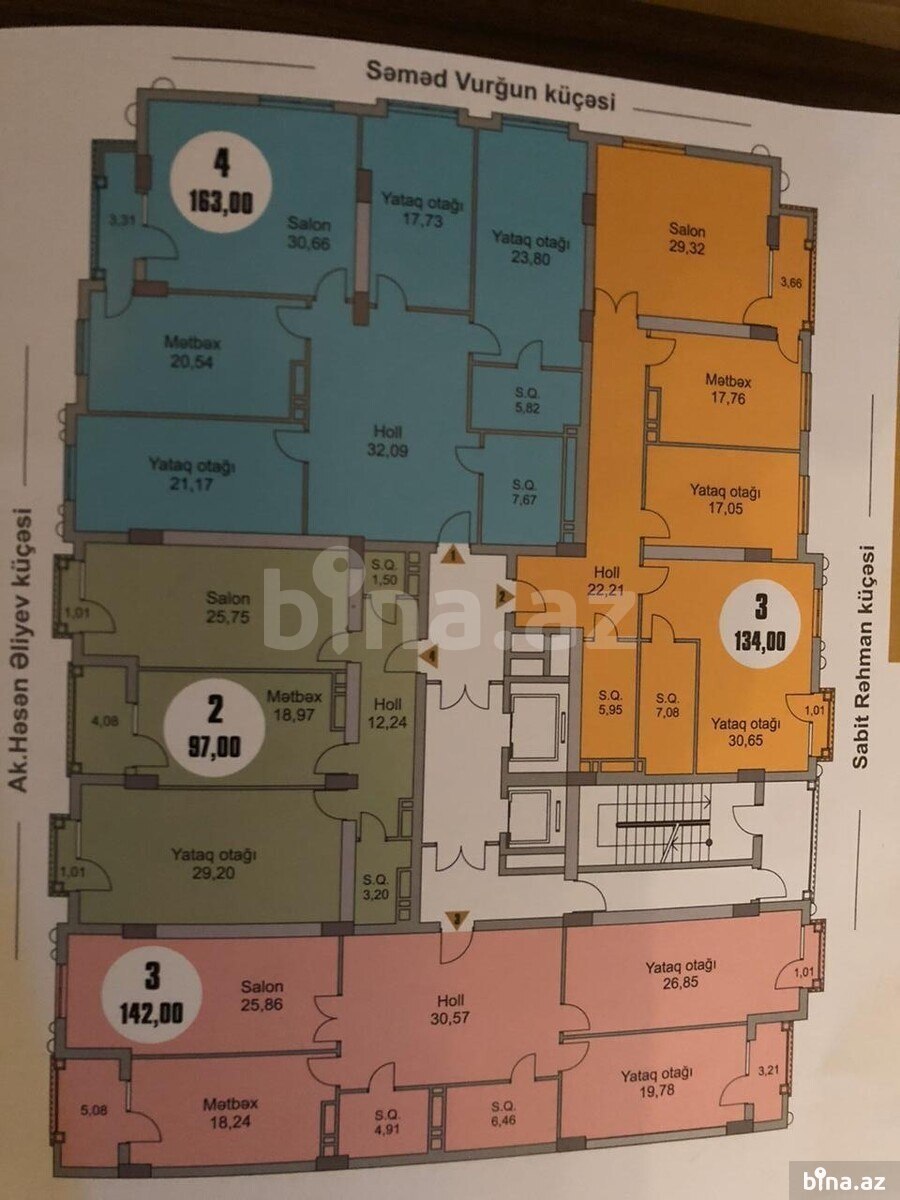 Səməd Vurğun küçəsi
4
163,00
3,31
Salon
30,66
Yataq otağı
17,73
Yataq otağı
23,80
Salon
29,32
3,66
Mətbəx
20,54
Mətbəx
17,76
S.Q.
5,82
Holl
32,09
Yataq otağı
21,17
S.Q.
7,67
Yataq otağı
17,05
Ak.Həsən Əliyev küçəsi
Sabit Rəhman küçəsi
1
2
4
3
Salon
25,75
1,01
S.Q.
1,50
Holl
22,21
3
134,00
2
97,00
4,08
Mətbəx
18,97
Holl
12,24
S.Q.
5,95
S.Q.
7,08
Yataq otağı
30,65
1,01
Yataq otağı
29,20
1,01
S.Q.
3,20
3
142,00
Salon
25,86
Holl
30,57
Yataq otağı
26,85
1,01
5,08
Mətbəx
18,24
S.Q.
4,91
S.Q.
6,46
Yataq otağı
19,78
3,21
bina.az
bina.az